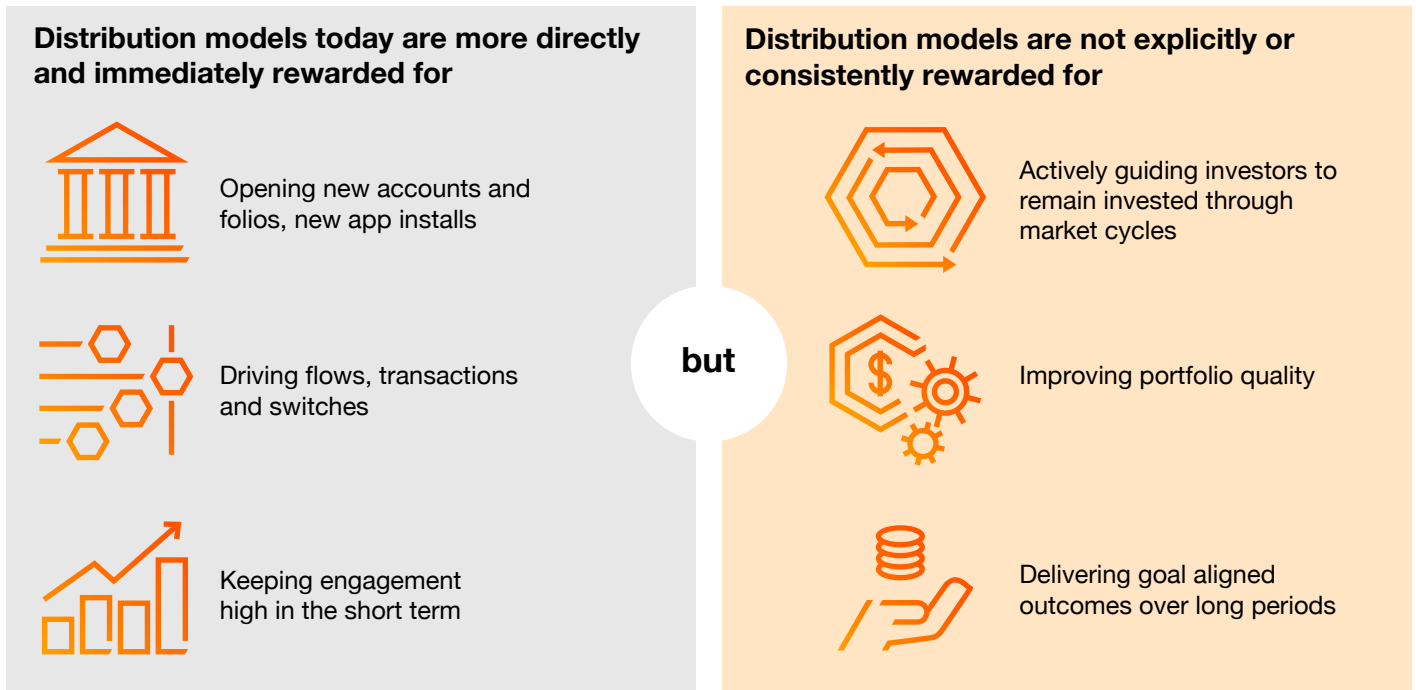 Distribution models today are more directly
and immediately rewarded for
Opening new accounts and
folios, new app installs
Driving flows, transactions
and switches
Keeping engagement
high in the short term
but
Distribution models are not explicitly or
consistently rewarded for
Actively guiding investors to
remain invested through
market cycles
$
Improving portfolio quality
Delivering goal aligned
outcomes over long periods